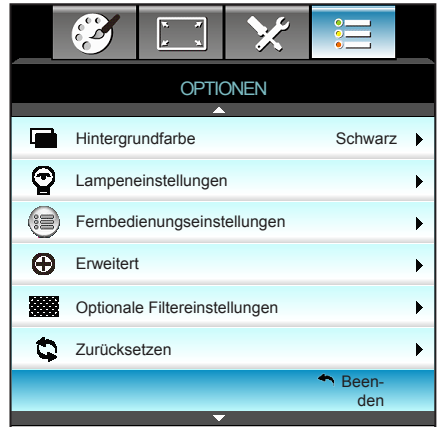 OPTIONEN
Hintergrundfarbe Schwarz
Lampeneinstellungen
Fernbedienungseinstellungen
Erweitert
Optionale Filtereinstellungen
Zurücksetzen
Been-
den